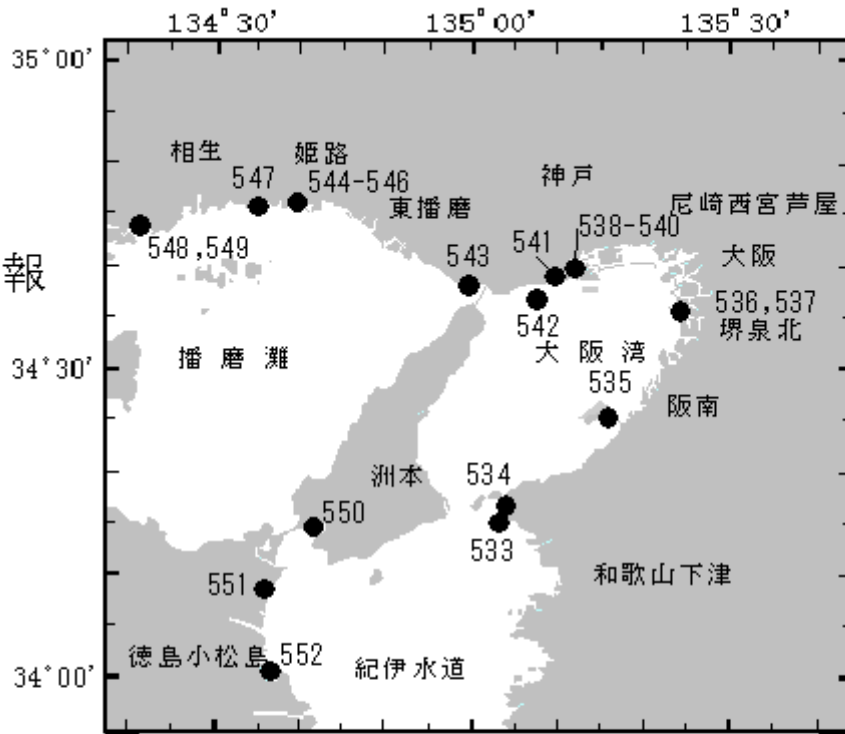 134°30' 135°00' 135°30'
35°00'
相生 姫路
547 544-546
神戸
東播磨
尼崎西宮芦屋
548,549
543
541 538-540
大阪
報
542
536,537
堺泉北
播磨灘
大阪湾
34°30'
535
阪南
洲本
534
550
533
551
和歌山下津
徳島小松島 552
紀伊水道
34°00'